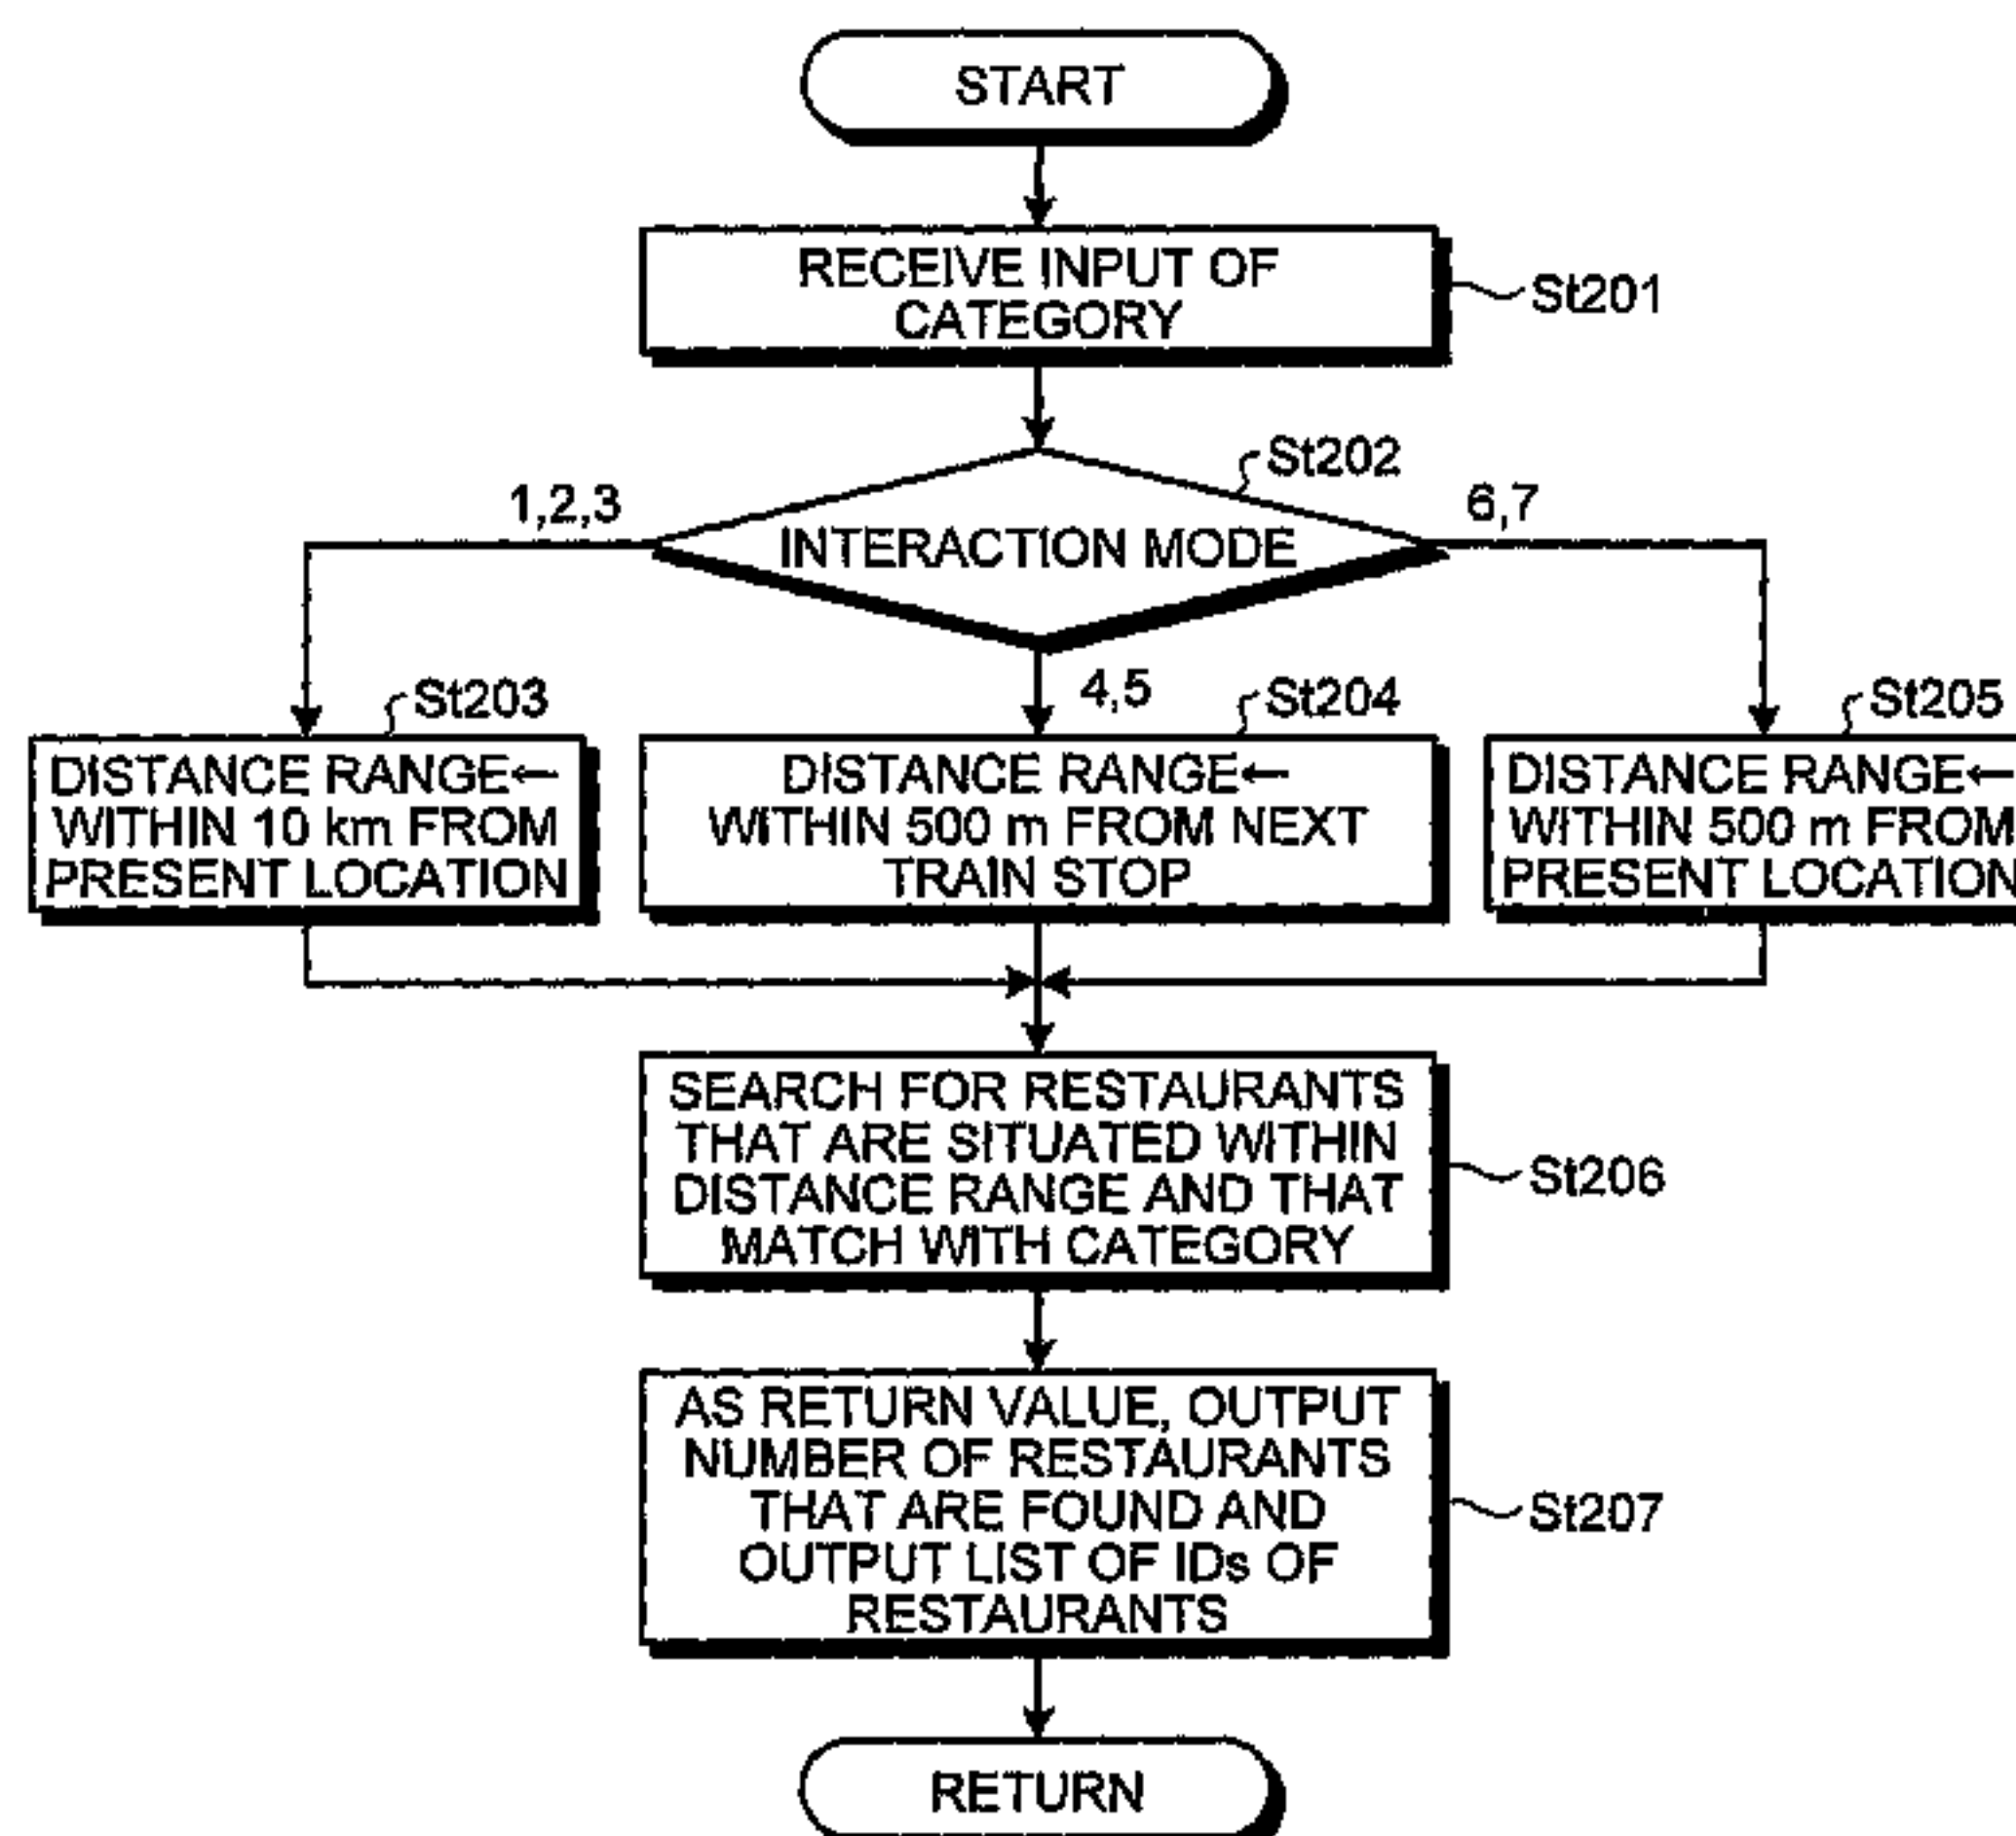 START
RECEIVE INPUT OF
CATEGORY
St201
St202
1,2,3
INTERACTION MODE
6,7
4,5
St203
DISTANCE RANGE←
WITHIN 10 km FROM
PRESENT LOCATION
St204
DISTANCE RANGE←
WITHIN 500 m FROM NEXT
TRAIN STOP
St205
DISTANCE RANGE←
WITHIN 500 m FROM
PRESENT LOCATION
SEARCH FOR RESTAURANTS
THAT ARE SITUATED WITHIN
DISTANCE RANGE AND THAT
MATCH WITH CATEGORY
St206
AS RETURN VALUE, OUTPUT
NUMBER OF RESTAURANTS
THAT ARE FOUND AND
OUTPUT LIST OF IDs OF
RESTAURANTS
St207
RETURN